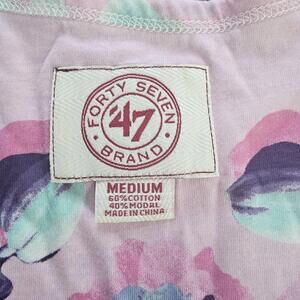 FORTY SEVEN
'47
BRAND
MEDIUM
60%COTTON
40%MODAL
MADE IN CHINA